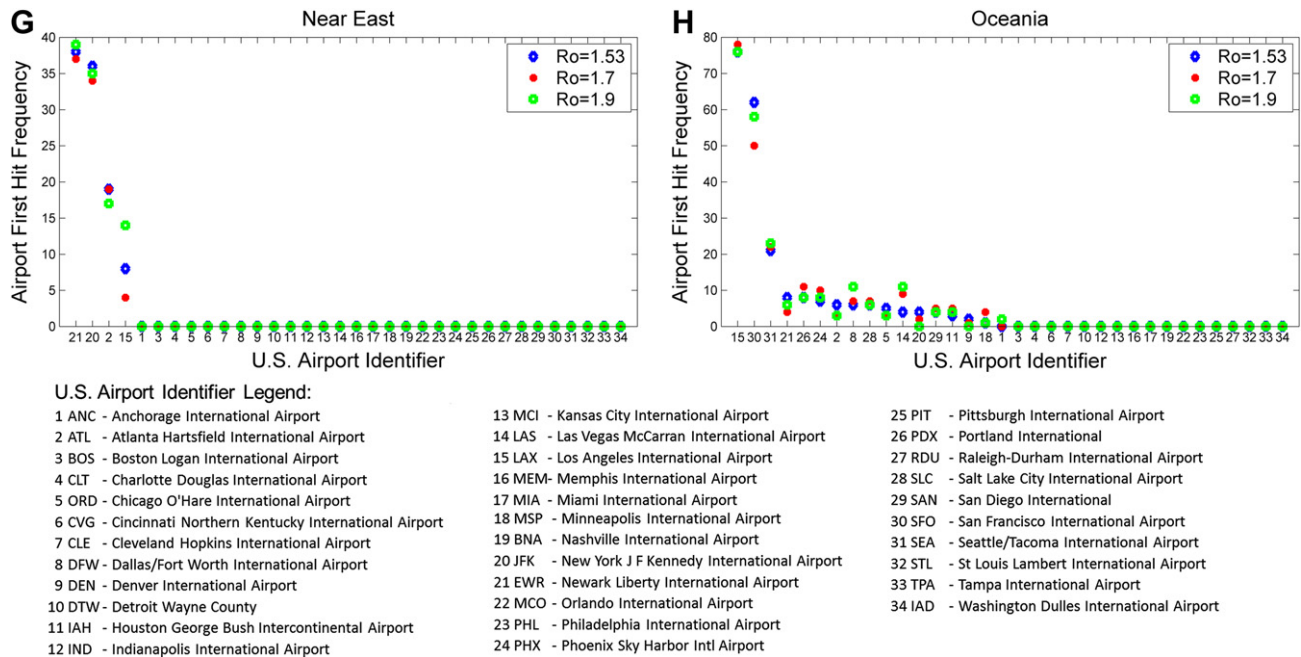 G
Near East
40
35
30
25
20
15
10
5
0
Airport First Hit Frequency
Ro=1.53
Ro=1.7
Ro=1.9
21 20 2 15 1 3 4 5 6 7 8 9 10 11 12 13 14 16 17 18 19 22 23 24 25 26 27 28 29 30 31 32 33 34
U.S. Airport Identifier
H
Oceania
80
70
60
50
40
30
20
10
0
Airport First Hit Frequency
Ro=1.53
Ro=1.7
Ro=1.9
15 30 31 21 26 24 2 8 28 5 14 20 29 11 9 18 1 3 4 6 7 10 12 13 16 17 19 22 23 25 27 32 33 34
U.S. Airport Identifier
U.S. Airport Identifier Legend:
1 ANC - Anchorage International Airport
2 ATL - Atlanta Hartsfield International Airport
3 BOS - Boston Logan International Airport
4 CLT - Charlotte Douglas International Airport
5 ORD - Chicago O'Hare International Airport
6 CVG - Cincinnati Northern Kentucky International Airport
7 CLE - Cleveland Hopkins International Airport
8 DFW - Dallas/Fort Worth International Airport
9 DEN - Denver International Airport
10 DTW - Detroit Wayne County
11 IAH - Houston George Bush Intercontinental Airport
12 IND - Indianapolis International Airport
13 MCI - Kansas City International Airport
14 LAS - Las Vegas McCarran International Airport
15 LAX - Los Angeles International Airport
16 MEM- Memphis International Airport
17 MIA - Miami International Airport
18 MSP - Minneapolis International Airport
19 BNA - Nashville International Airport
20 JFK - New York J F Kennedy International Airport
21 EWR - Newark Liberty International Airport
22 MCO - Orlando International Airport
23 PHL - Philadelphia International Airport
24 PHX - Phoenix Sky Harbor Intl Airport
25 PIT - Pittsburgh International Airport
26 PDX - Portland International
27 RDU - Raleigh-Durham International Airport
28 SLC - Salt Lake City International Airport
29 SAN - San Diego International
30 SFO - San Francisco International Airport
31 SEA - Seattle/Tacoma International Airport
32 STL - St Louis Lambert International Airport
33 TPA - Tampa International Airport
34 IAD - Washington Dulles International Airport